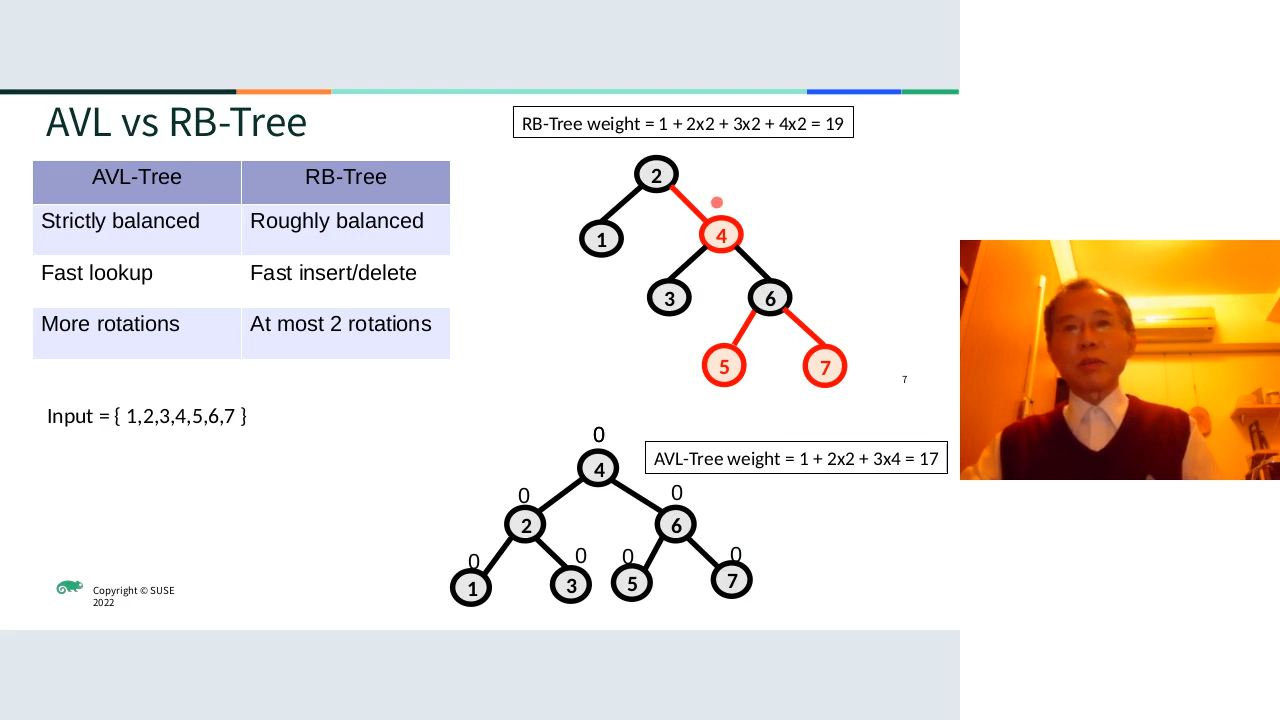 AVL vs RB-Tree
AVL-Tree RB-Tree
Strictly balanced Roughly balanced
Fast lookup Fast insert/delete
More rotations At most 2 rotations
Input = { 1,2,3,4,5,6,7 }
RB-Tree weight = 1 + 2x2 + 3x2 + 4x2 = 19
2
1 4
3 6
5 7
7
AVL-Tree weight = 1 + 2x2 + 3x4 = 17
0
4
0 0
2 6
0 0 0 0
1 3 5 7
Copyright © SUSE
2022